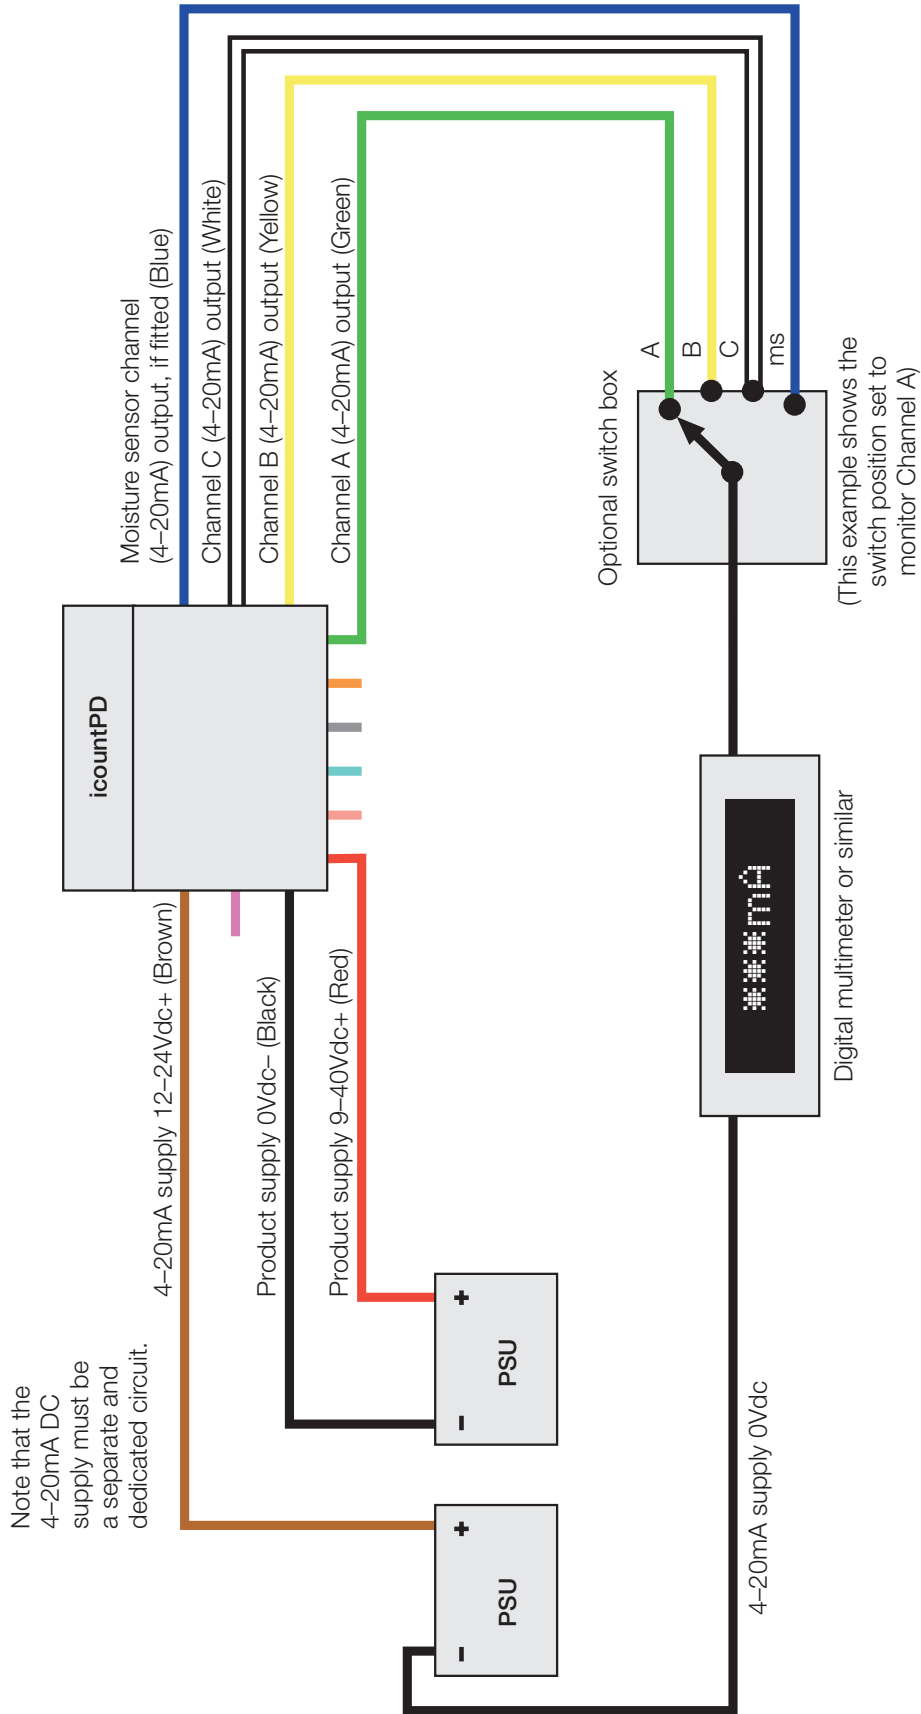 Note that the
4–20mA DC
supply must be
a separate and
dedicated circuit.
4–20mA supply 12–24Vdc+ (Brown)
Product supply 0Vdc– (Black)
Product supply 9–40Vdc+ (Red)
icountPD
Moisture sensor channel
(4–20mA) output, if fitted (Blue)
Channel C (4–20mA) output (White)
Channel B (4–20mA) output (Yellow)
Channel A (4–20mA) output (Green)
– PSU +
– PSU +
4–20mA supply 0Vdc
***mA
Digital multimeter or similar
Optional switch box
A
B
C
ms
(This example shows the
switch position set to
monitor Channel A)